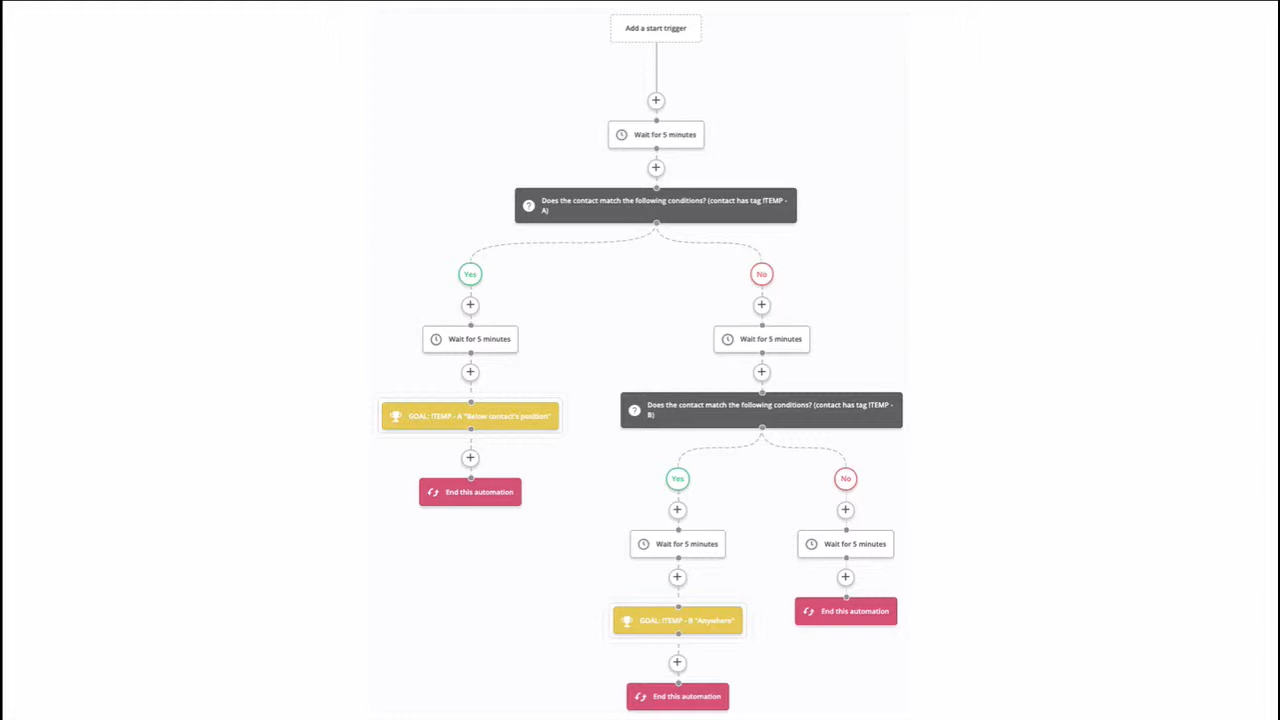 Add a start trigger
Wait for 5 minutes
Does the contact match the following conditions? (contact has tag !TEMP -
A)
Yes
No
Wait for 5 minutes
Wait for 5 minutes
GOAL: !TEMP - A "Below contact's position"
Does the contact match the following conditions? (contact has tag !TEMP -
B)
End this automation
Yes
No
Wait for 5 minutes
Wait for 5 minutes
GOAL: !TEMP - B "Anywhere"
End this automation
End this automation